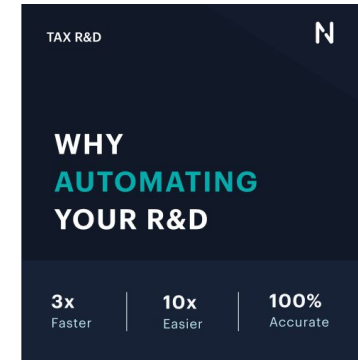 TAX R&D
N
WHY
AUTOMATING
YOUR R&D
3x
Faster
10x
Easier
100%
Accurate